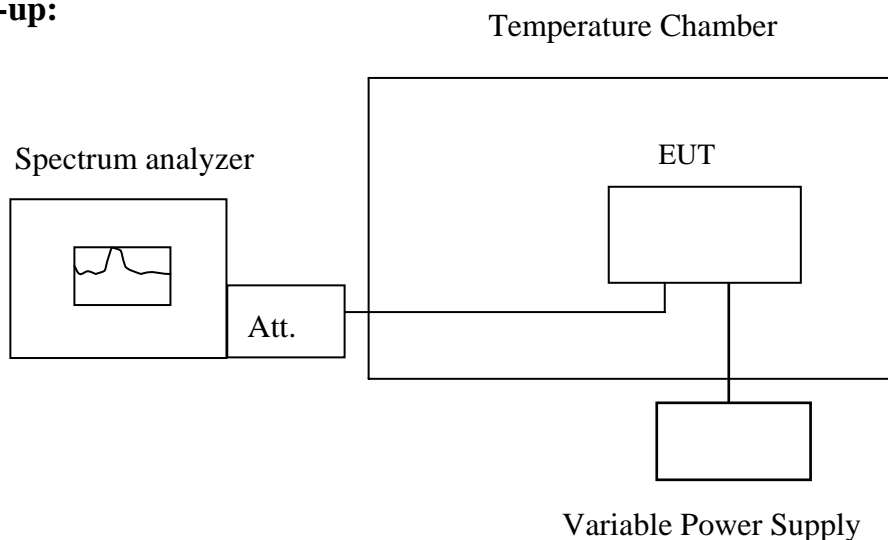 -up:
Temperature Chamber
Spectrum analyzer
EUT
Att.
Variable Power Supply